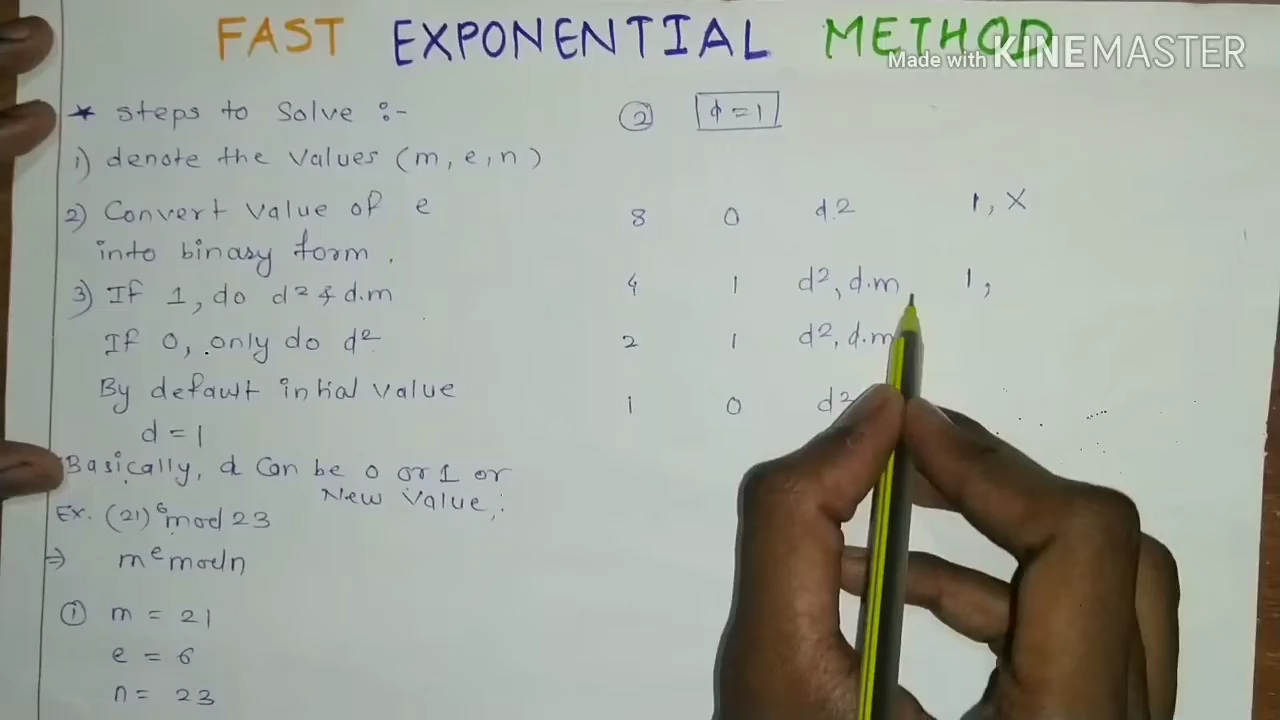 FAST EXPONENTIAL METHOD
Made with KINEMASTER
* steps to Solve :-
1) denote the values (m, e, n)
2) Convert value of e
into binary form.
3) If 1, do d² & d.m
If 0, only do d²
By default intial value
d = 1
Basically, d can be 0 or 1 or
New Value,.
Ex. (21)⁶ mod 23
⇒ mᵉ mod n
① m = 21
e = 6
n = 23
② d = 1
8 0 d² 1, X
4 1 d², d.m 1,
2 1 d², d.m
1 0 d²